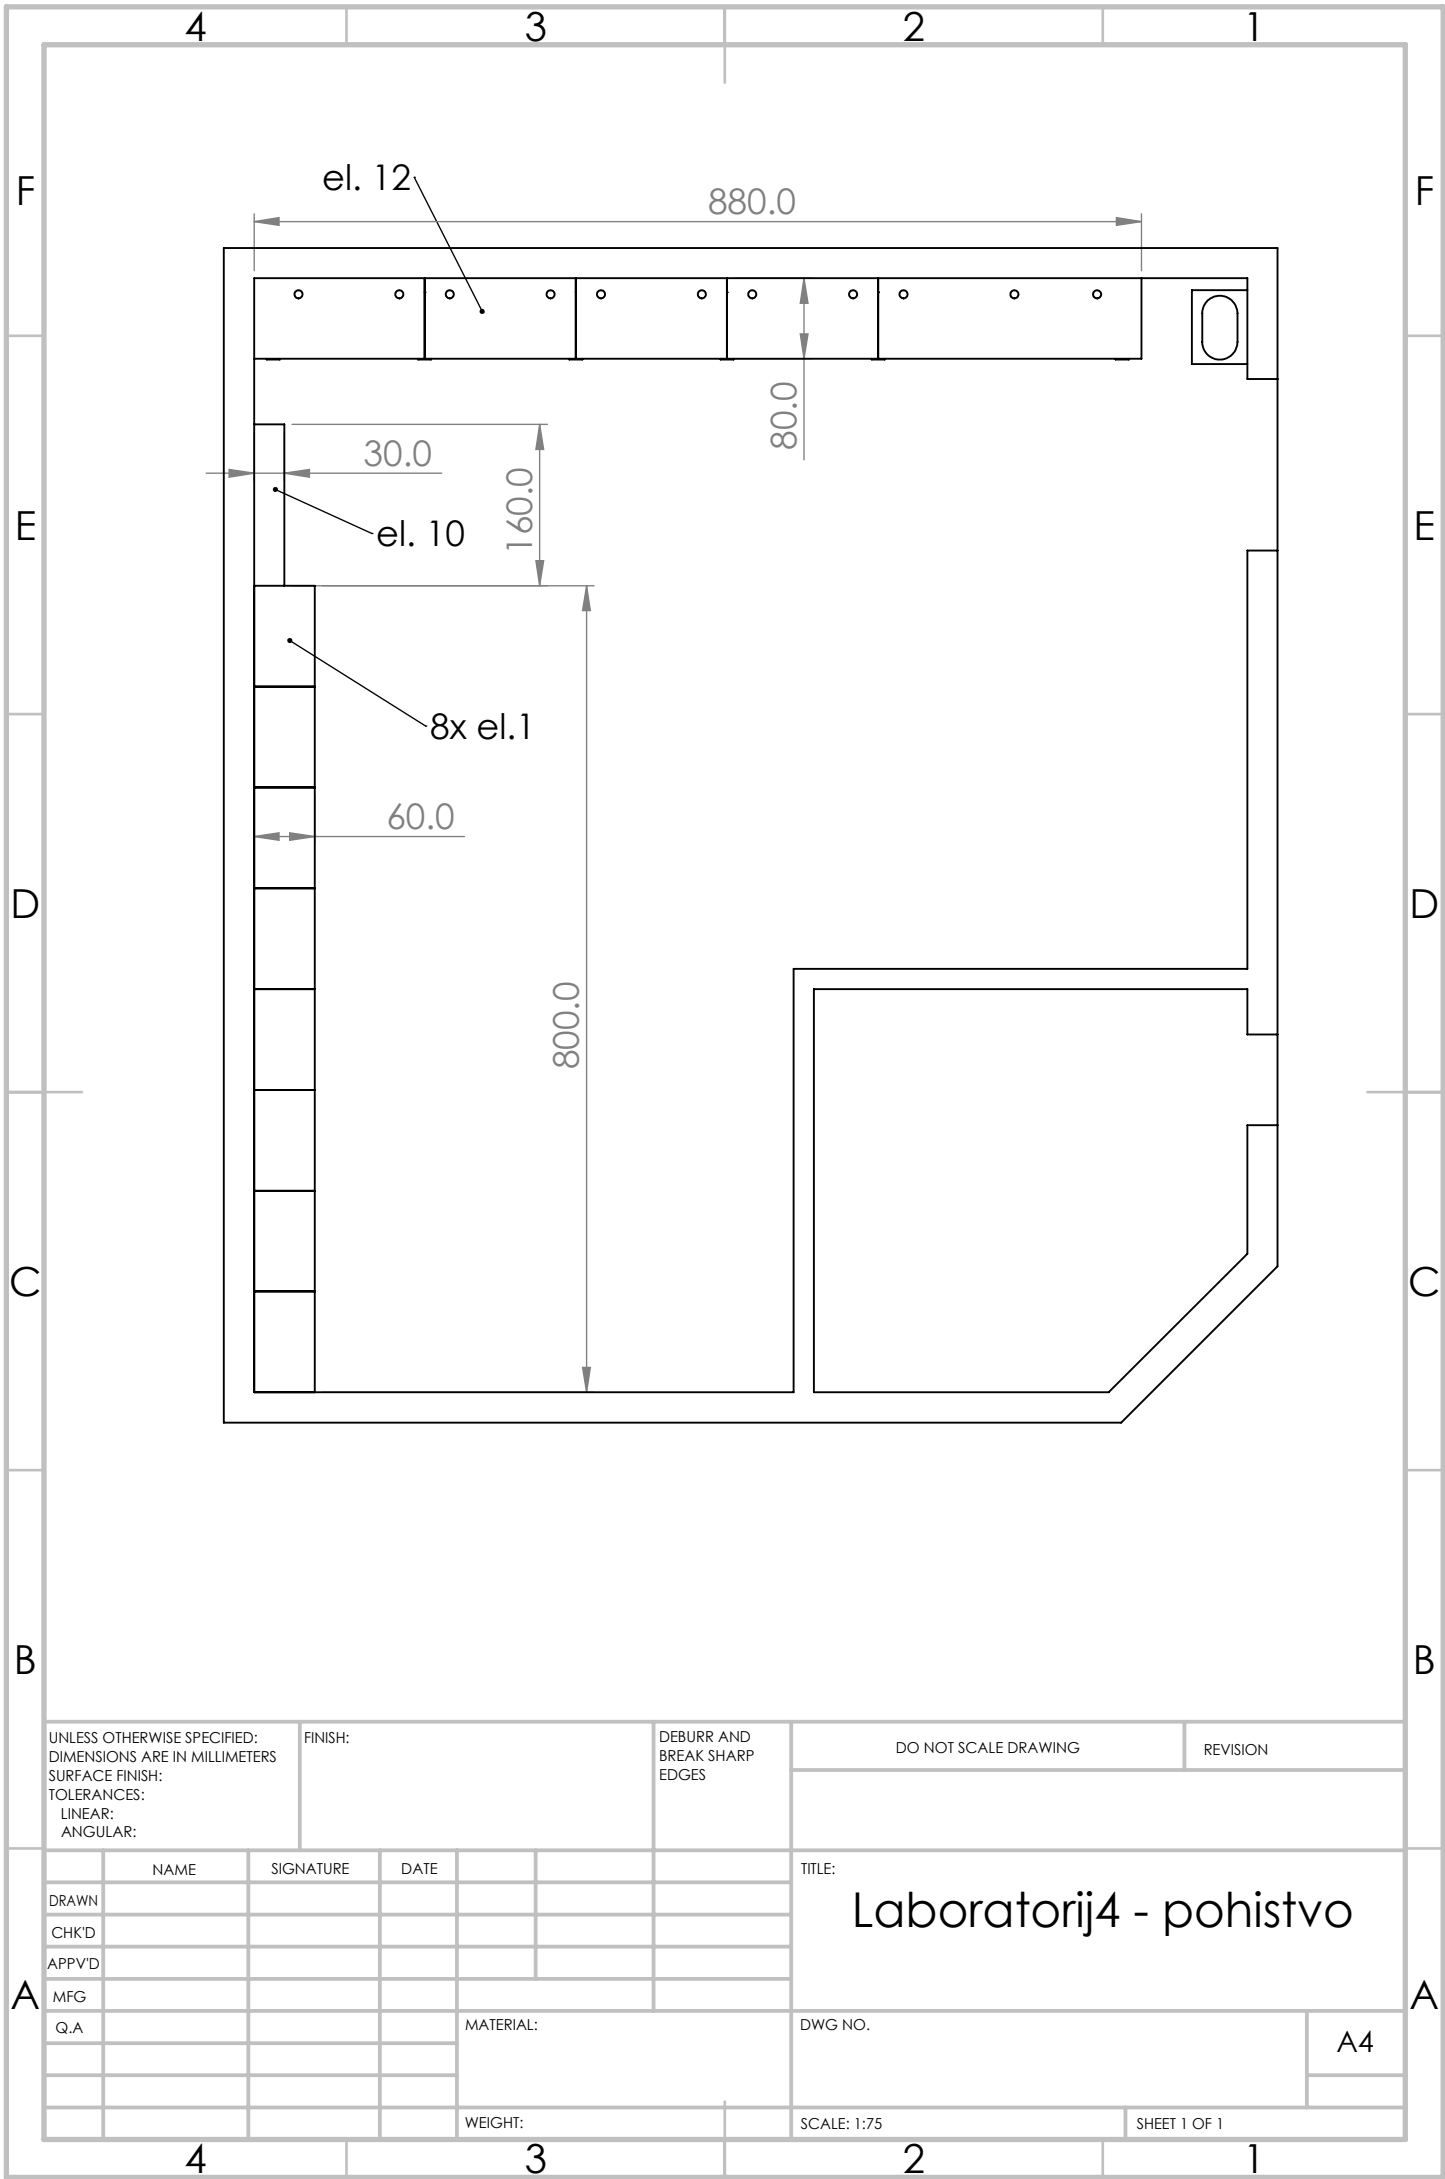 4 3 2 1
F F
el. 12
880.0
80.0
30.0
160.0
E E
el. 10
8x el.1
60.0
D D
800.0
C C
B B
UNLESS OTHERWISE SPECIFIED:
DIMENSIONS ARE IN MILLIMETERS
SURFACE FINISH:
TOLERANCES:
LINEAR:
ANGULAR:
FINISH:
DEBURR AND
BREAK SHARP
EDGES
DO NOT SCALE DRAWING
REVISION
NAME SIGNATURE DATE
DRAWN
CHK'D
APPV'D
MFG
Q.A
TITLE:
Laboratorij4 - pohistvo
A A
MATERIAL:
DWG NO.
A4
WEIGHT:
SCALE: 1:75
SHEET 1 OF 1
4 3 2 1